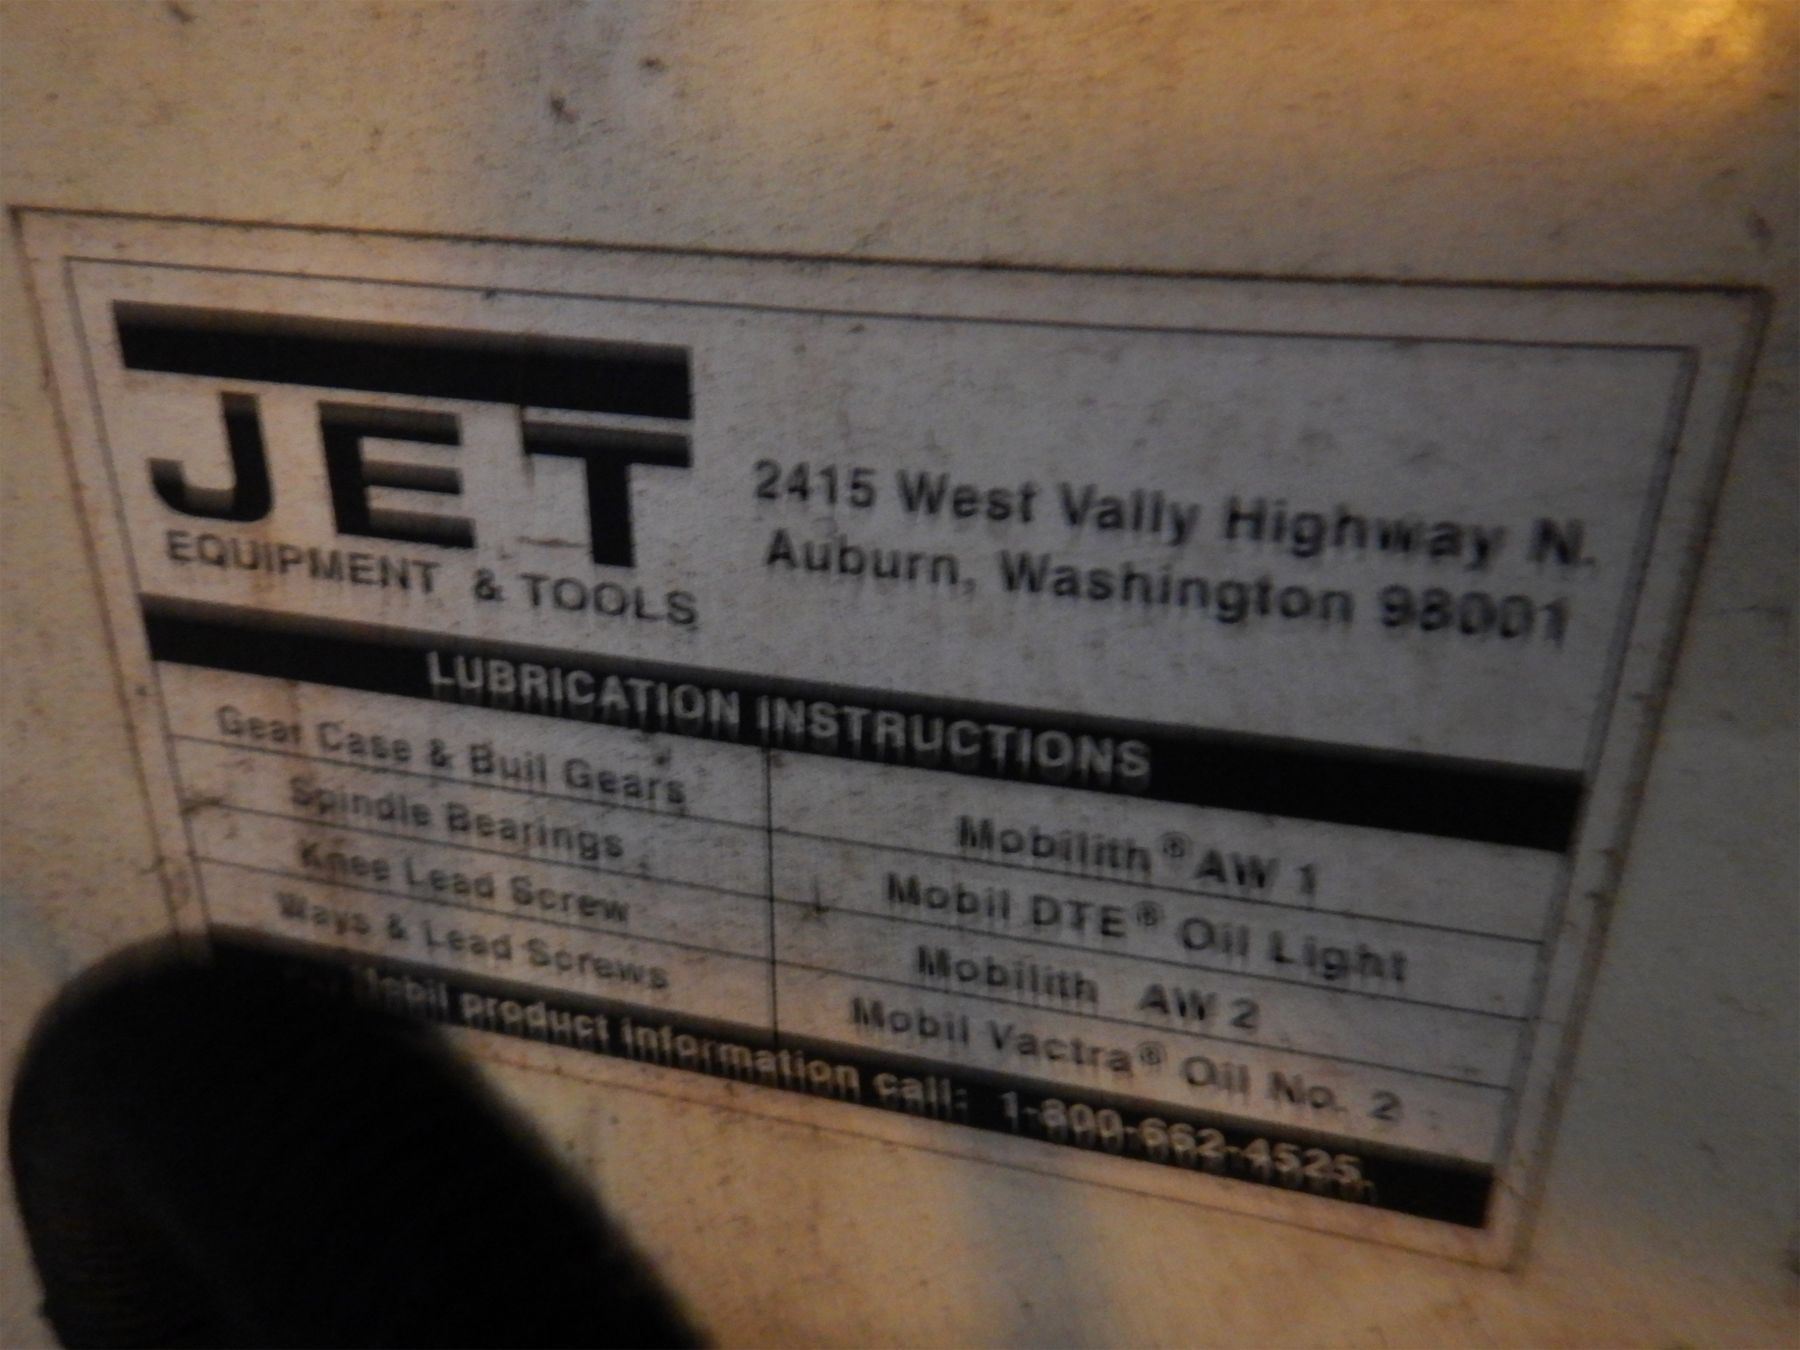 JET
EQUIPMENT & TOOLS
2415 West Vally Highway N.
Auburn, Washington 98001
LUBRICATION INSTRUCTIONS
Gear Case & Buil Gears Mobilith® AW 1
Spindle Bearings Mobil DTE® Oil Light
Knee Lead Screw Mobilith AW 2
Ways & Lead Screws Mobil Vactra® Oil No. 2
Mobil product information call: 1-800-662-4525.